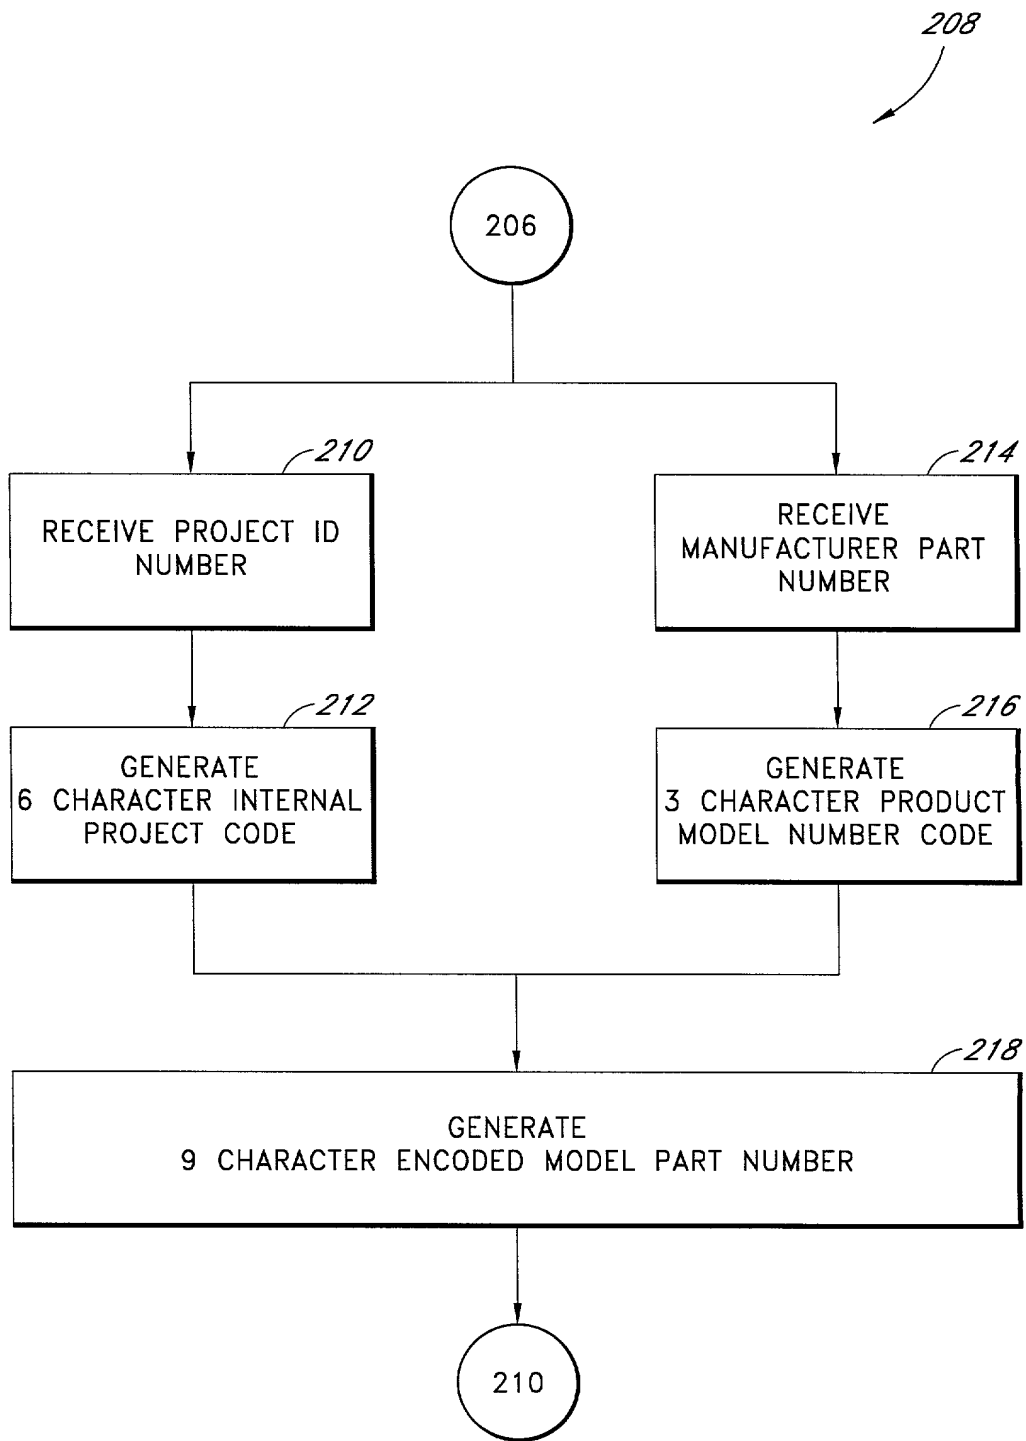 208
206
210
RECEIVE PROJECT ID
NUMBER
214
RECEIVE
MANUFACTURER PART
NUMBER
212
GENERATE
6 CHARACTER INTERNAL
PROJECT CODE
216
GENERATE
3 CHARACTER PRODUCT
MODEL NUMBER CODE
218
GENERATE
9 CHARACTER ENCODED MODEL PART NUMBER
210